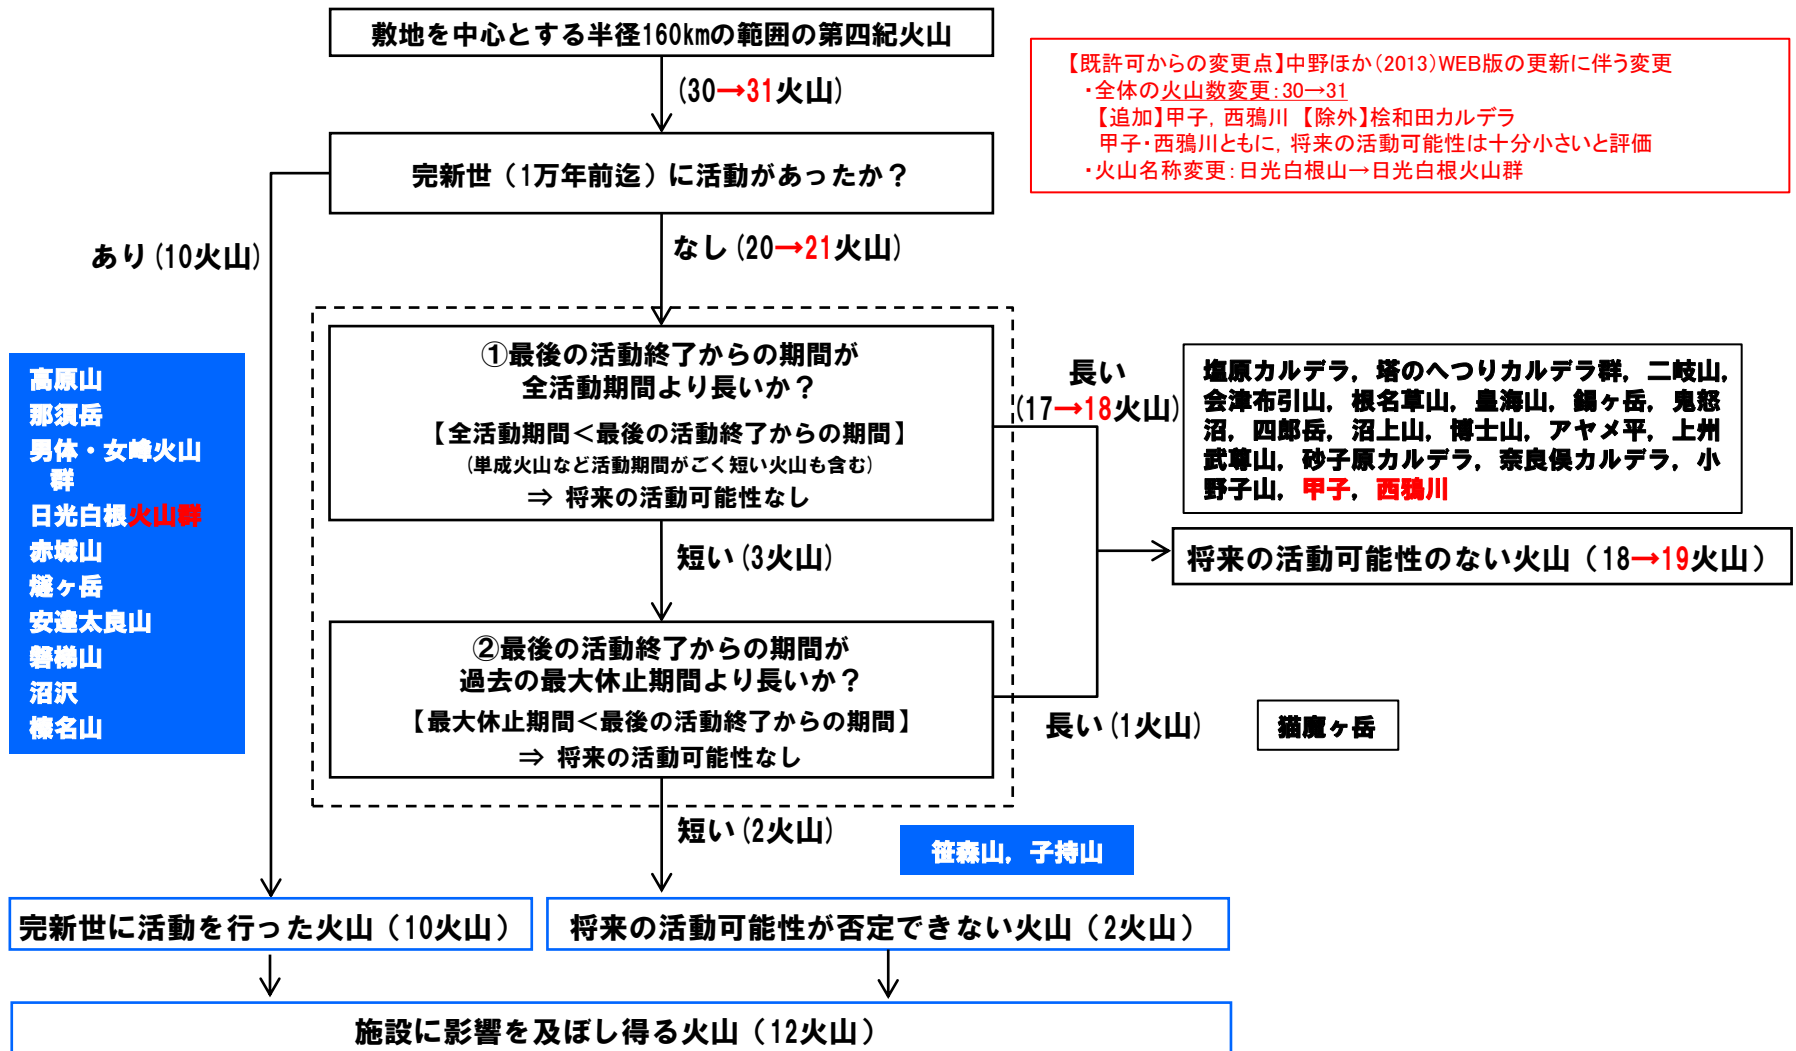 敷地を中心とする半径160kmの範囲の第四紀火山
(30→31火山)
【既許可からの変更点】中野ほか(2013)WEB版の更新に伴う変更
・全体の火山数変更：30→31
【追加】甲子，西鴉川 【除外】桧和田カルデラ
甲子・西鴉川ともに，将来の活動可能性は十分小さいと評価
・火山名称変更：日光白根山→日光白根火山群
完新世（1万年前迄）に活動があったか？
あり(10火山)
なし(20→21火山)
高原山
那須岳
男体・女峰火山
群
日光白根火山群
赤城山
燧ヶ岳
安達太良山
磐梯山
沼沢
榛名山
①最後の活動終了からの期間が
全活動期間より長いか？
【全活動期間＜最後の活動終了からの期間】
(単成火山など活動期間がごく短い火山も含む)
⇒ 将来の活動可能性なし
長い
(17→18火山)
塩原カルデラ，塔のへつりカルデラ群，二岐山，
会津布引山，根名草山，皇海山，錫ヶ岳，鬼怒
沼，四郎岳，沼上山，博士山，アヤメ平，上州
武尊山，砂子原カルデラ，奈良俣カルデラ，小
野子山，甲子，西鴉川
短い(3火山)
将来の活動可能性のない火山（18→19火山）
②最後の活動終了からの期間が
過去の最大休止期間より長いか？
【最大休止期間＜最後の活動終了からの期間】
⇒ 将来の活動可能性なし
長い(1火山)
猫魔ヶ岳
短い(2火山)
笹森山，子持山
完新世に活動を行った火山（10火山）
将来の活動可能性が否定できない火山（2火山）
施設に影響を及ぼし得る火山（12火山）